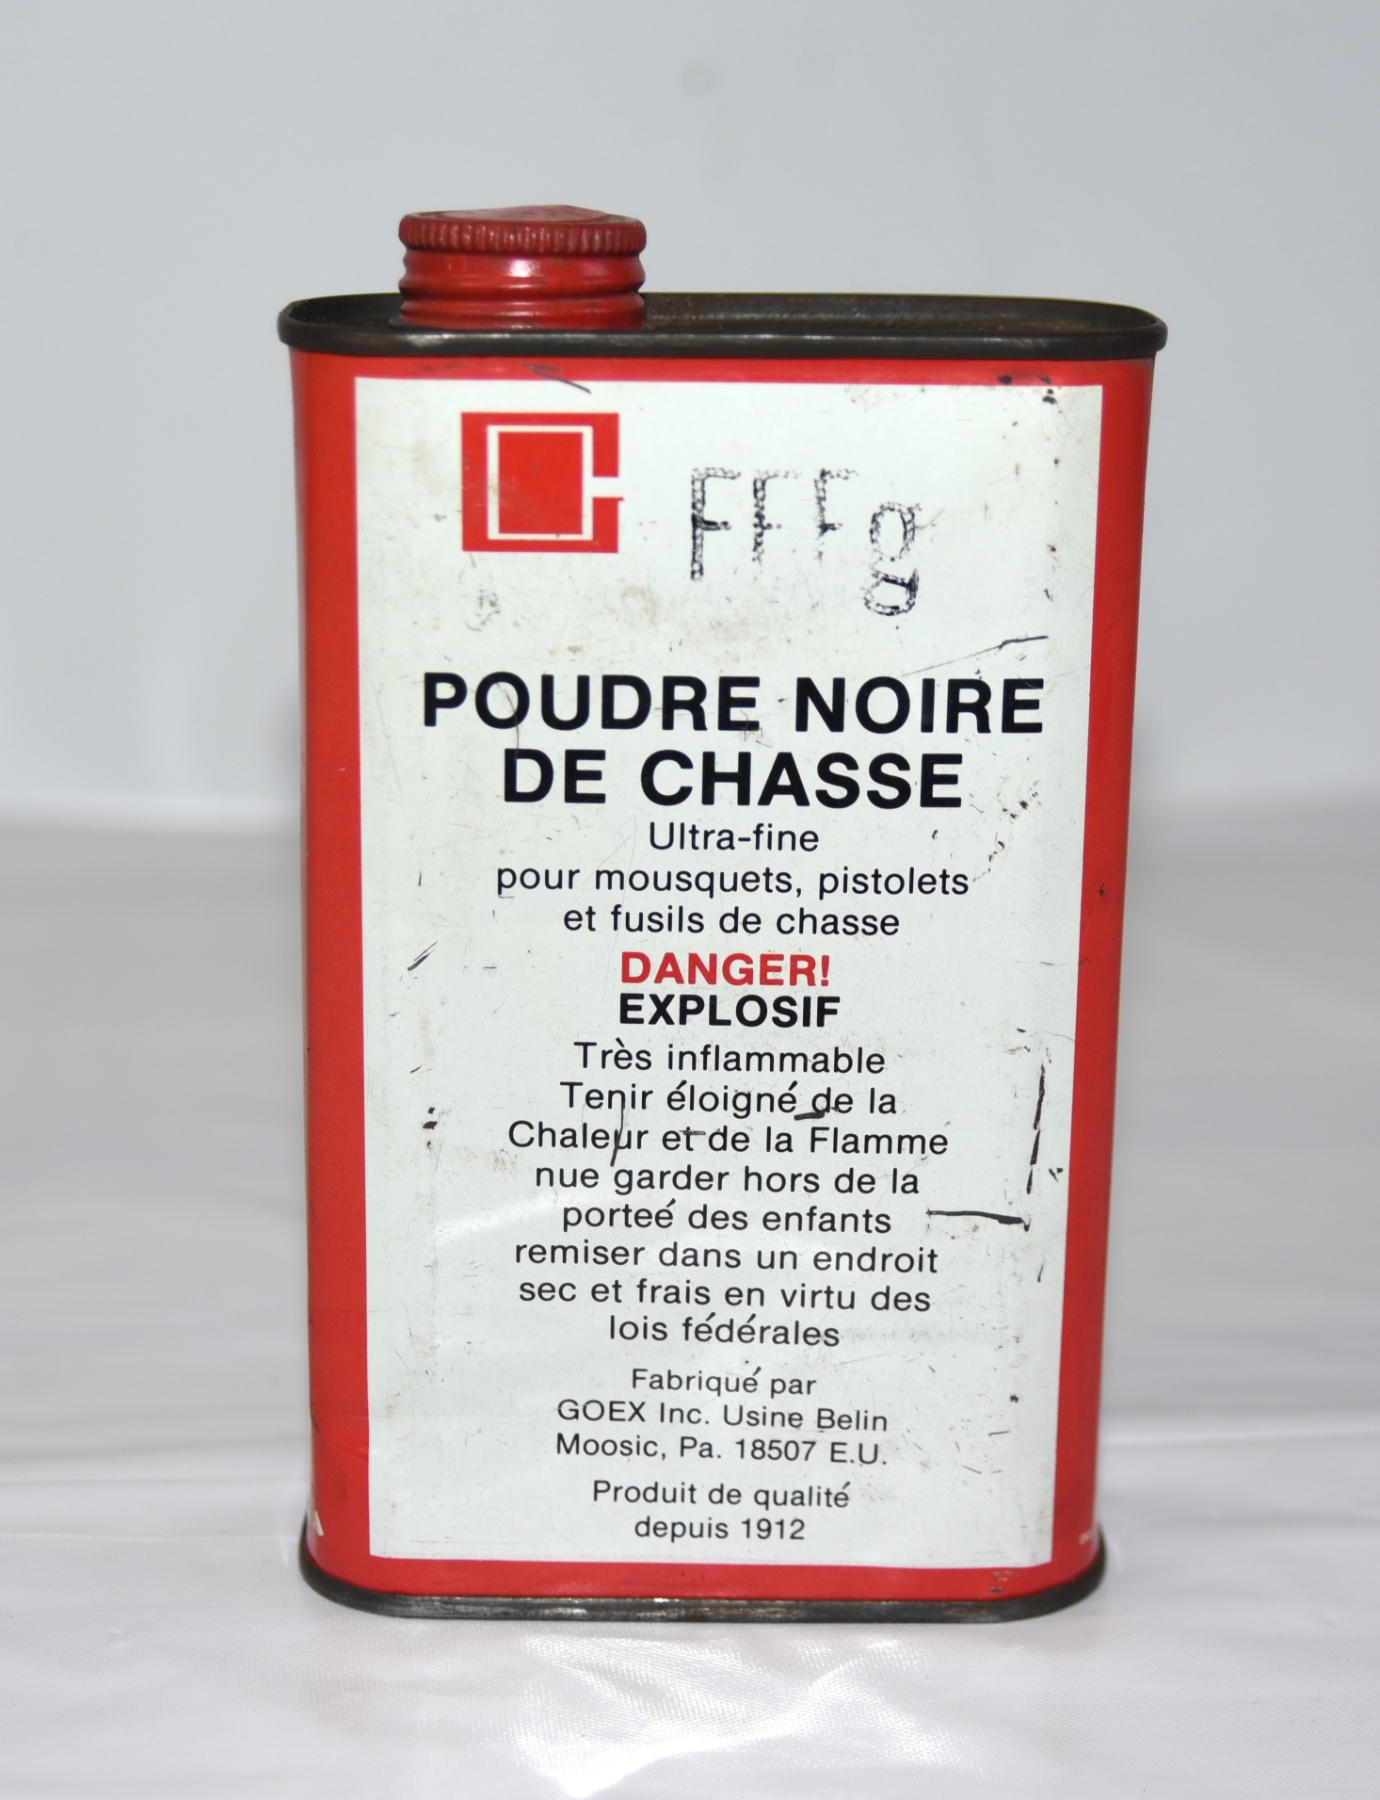 FFFg
POUDRE NOIRE
DE CHASSE
Ultra-fine
pour mousquets, pistolets
et fusils de chasse
DANGER!
EXPLOSIF
Très inflammable
Tenir éloigné de la
Chaleur et de la Flamme
nue garder hors de la
porteé des enfants
remiser dans un endroit
sec et frais en virtu des
lois fédérales
Fabriqué par
GOEX Inc. Usine Belin
Moosic, Pa. 18507 E.U.
Produit de qualité
depuis 1912